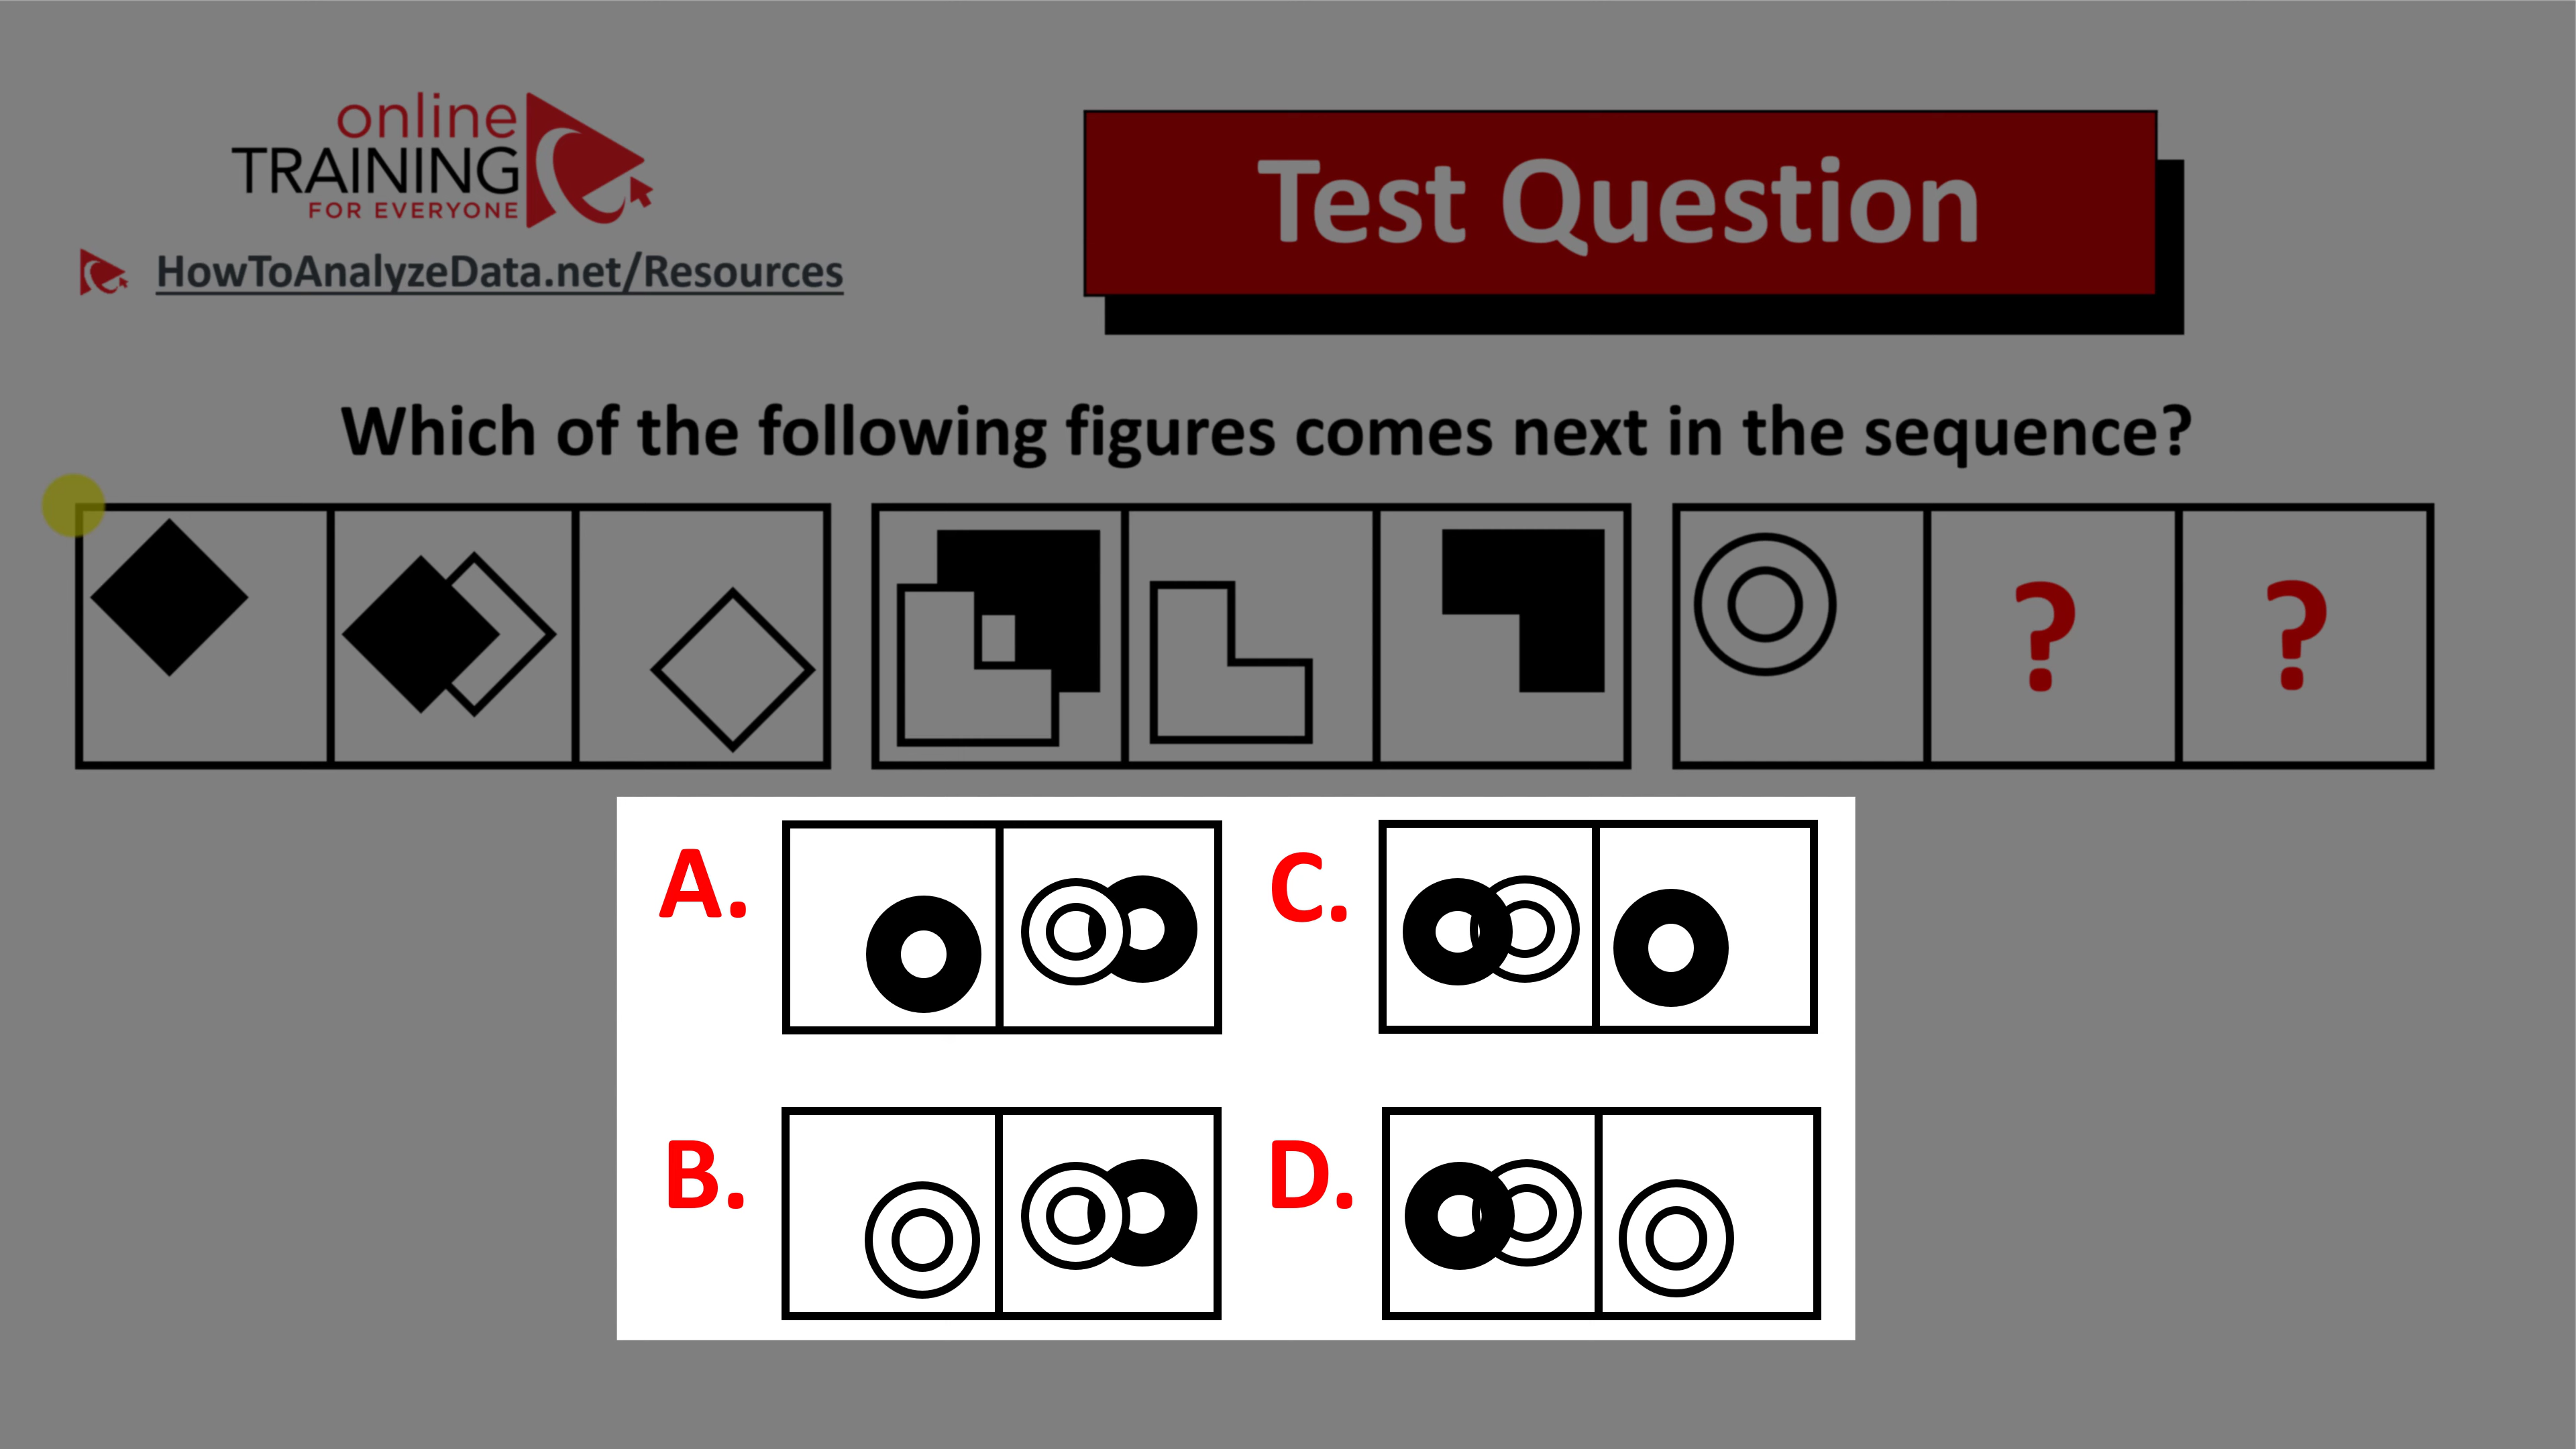 online
TRAINING
FOR EVERYONE
HowToAnalyzeData.net/Resources
Test Question
Which of the following figures comes next in the sequence?
? ?
A. C.
B. D.